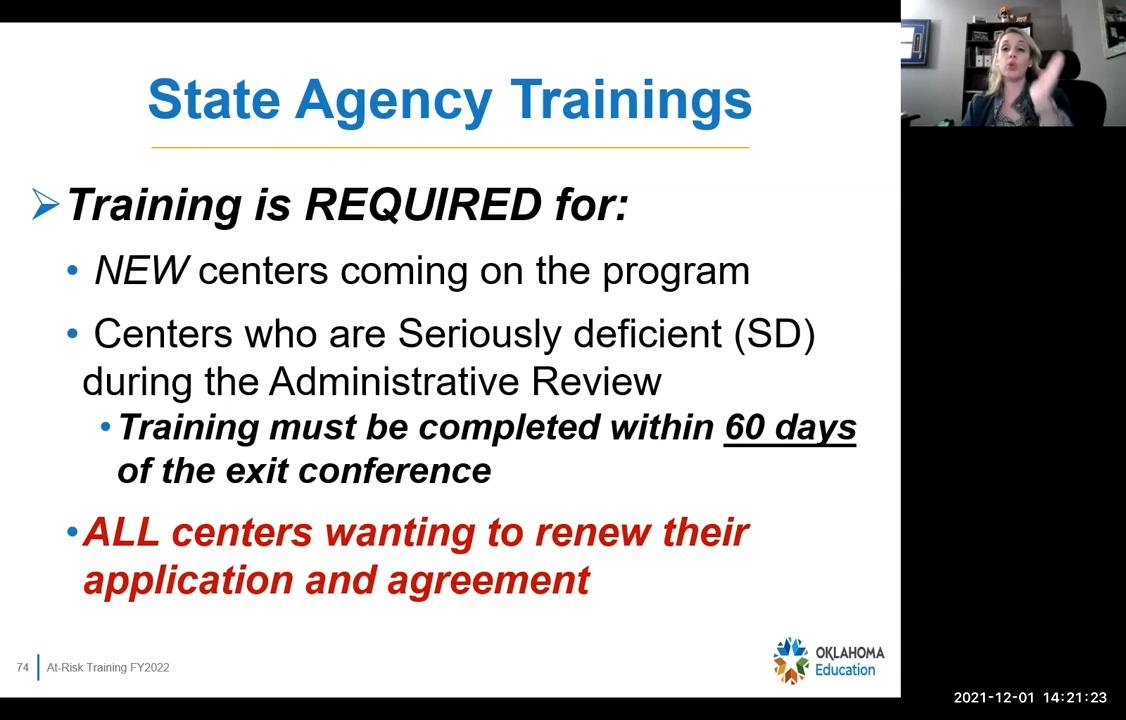 State Agency Trainings
Training is REQUIRED for:
• NEW centers coming on the program
• Centers who are Seriously deficient (SD)
during the Administrative Review
• Training must be completed within 60 days
of the exit conference
• ALL centers wanting to renew their
application and agreement
74 At-Risk Training FY2022
OKLAHOMA
Education
2021-12-01 14:21:23